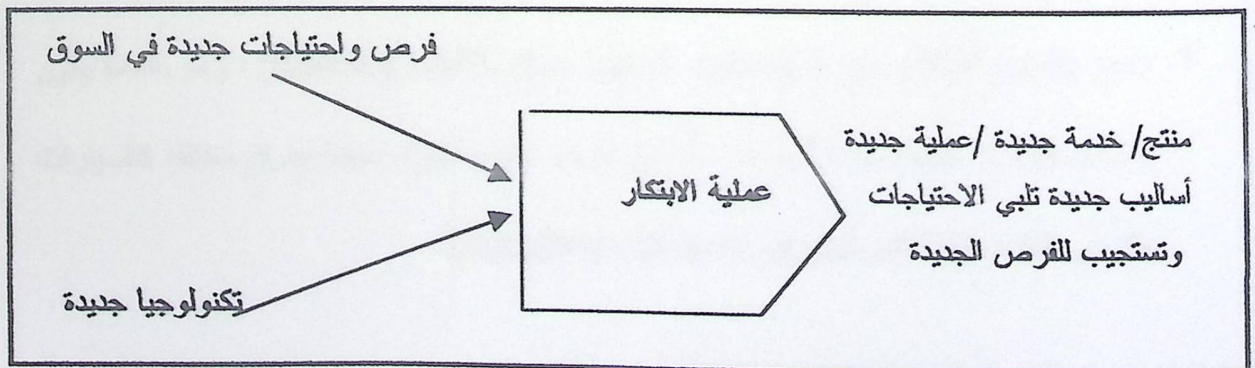 فرص واحتياجات جديدة في السوق
منتج/ خدمة جديدة /عملية جديدة
عملية الابتكار
أساليب جديدة تلبي الاحتياجات
وتستجيب للفرص الجديدة
تكنولوجيا جديدة